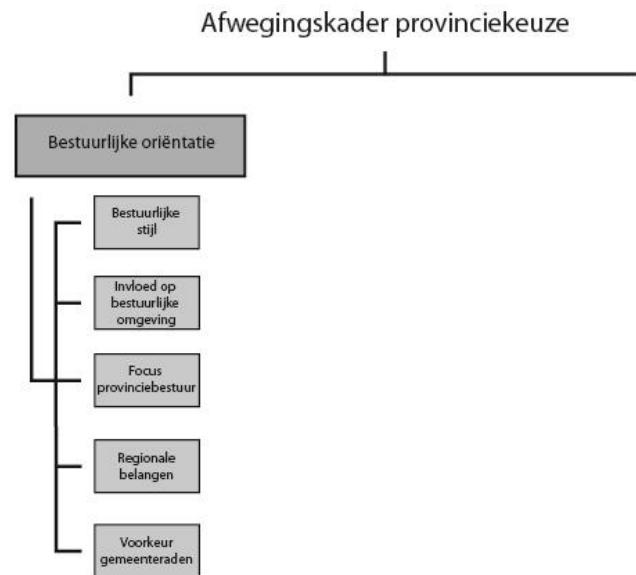 Afwegingskader provinciekeuze
Bestuurlijke oriëntatie
Bestuurlijke
stijl
Invloed op
bestuurlijke
omgeving
Focus
provinciebestuur
Regionale
belangen
Voorkeur
gemeenteraden